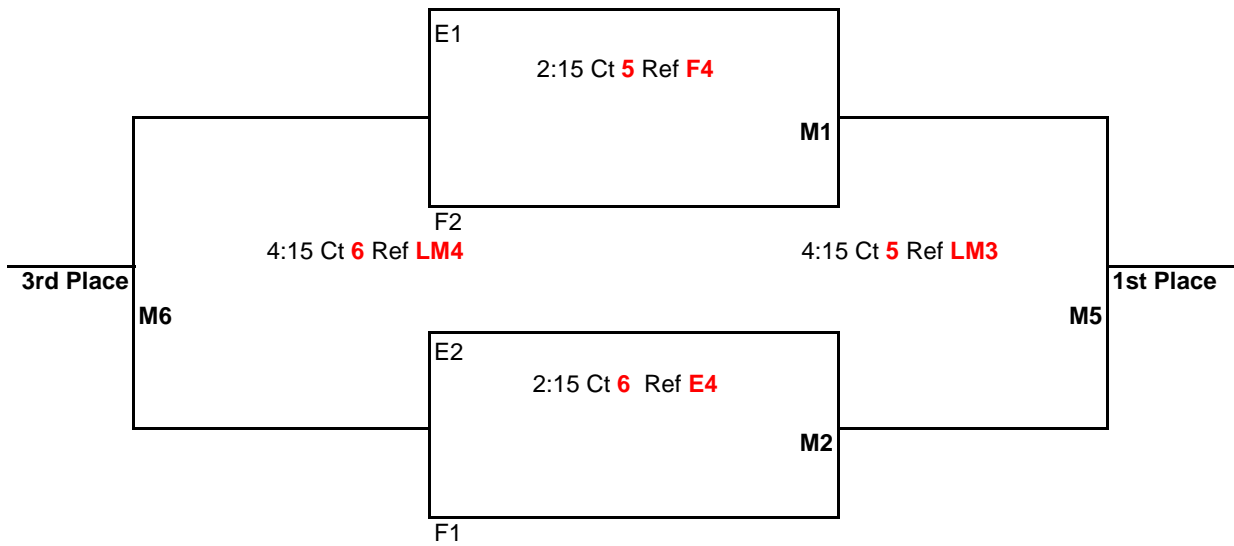 E1
2:15 Ct 5 Ref F4
M1
F2
4:15 Ct 6 Ref LM4
4:15 Ct 5 Ref LM3
3rd Place
1st Place
M6
M5
E2
2:15 Ct 6 Ref E4
M2
F1